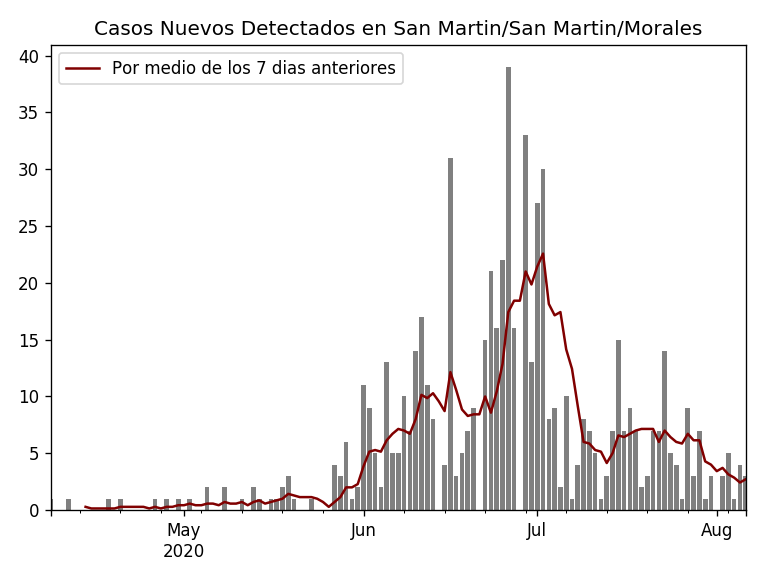 Casos Nuevos Detectados en San Martin/San Martin/Morales
Por medio de los 7 dias anteriores
40
35
30
25
20
15
10
5
0
May
2020
Jun
Jul
Aug